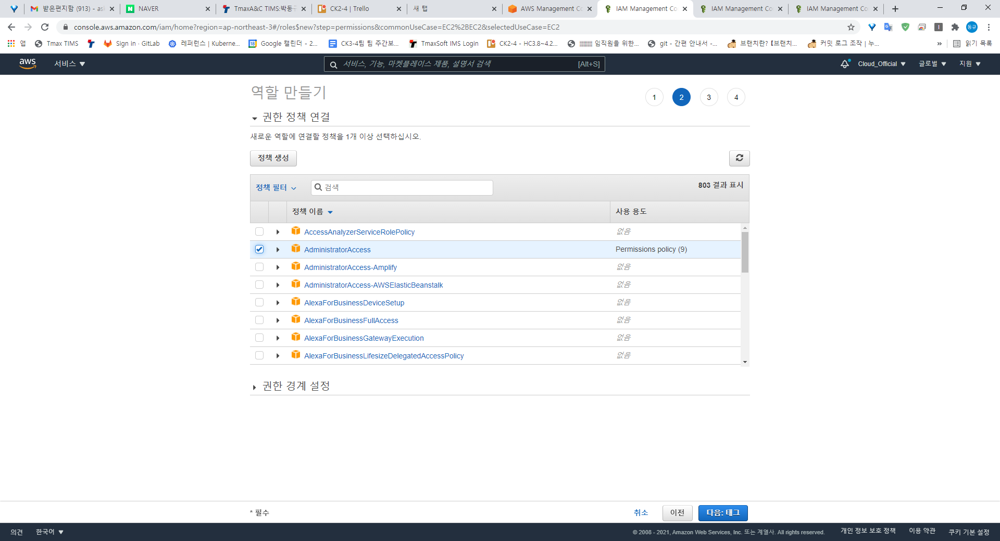 받은편지함 (913) - as
NAVER
TmaxA&C TIMS:박동구
CK2-4 | Trello
새 탭
AWS Management Co
IAM Management Co
IAM Management Co
IAM Management Co
console.aws.amazon.com/iam/home?region=ap-northeast-3#/roles$new?step=permissions&commonUseCase=EC2%2BEC2&selectedUseCase=EC2
동규
앱
Tmax TIMS
Sign in · GitLab
레퍼런스 | Kuberne...
18
Google 캘린더 - 2...
CK3-4팀 팀 주간보...
TmaxSoft IMS Login
CK2-4 - HC3.8~4.2...
임직원을 위한...
git - 간편 안내서 -...
브랜치란? 【브랜치...
커밋 로그 조작 | 누...
»
읽기 목록
aws
서비스
서비스, 기능, 마켓플레이스 제품, 설명서 검색
[Alt+S]
Cloud_Official
글로벌
지원
역할 만들기
1
2
3
4
권한 정책 연결
새로운 역할에 연결할 정책을 1개 이상 선택하십시오.
정책 생성
정책 필터
검색
803 결과 표시
정책 이름
사용 용도
AccessAnalyzerServiceRolePolicy
없음
AdministratorAccess
Permissions policy (9)
AdministratorAccess-Amplify
없음
AdministratorAccess-AWSElasticBeanstalk
없음
AlexaForBusinessDeviceSetup
없음
AlexaForBusinessFullAccess
없음
AlexaForBusinessGatewayExecution
없음
AlexaForBusinessLifesizeDelegatedAccessPolicy
없음
권한 경계 설정
* 필수
취소
이전
다음: 태그
의견
한국어
© 2008 - 2021, Amazon Web Services, Inc. 또는 계열사. All rights reserved.
개인 정보 보호 정책
이용 약관
쿠키 기본 설정